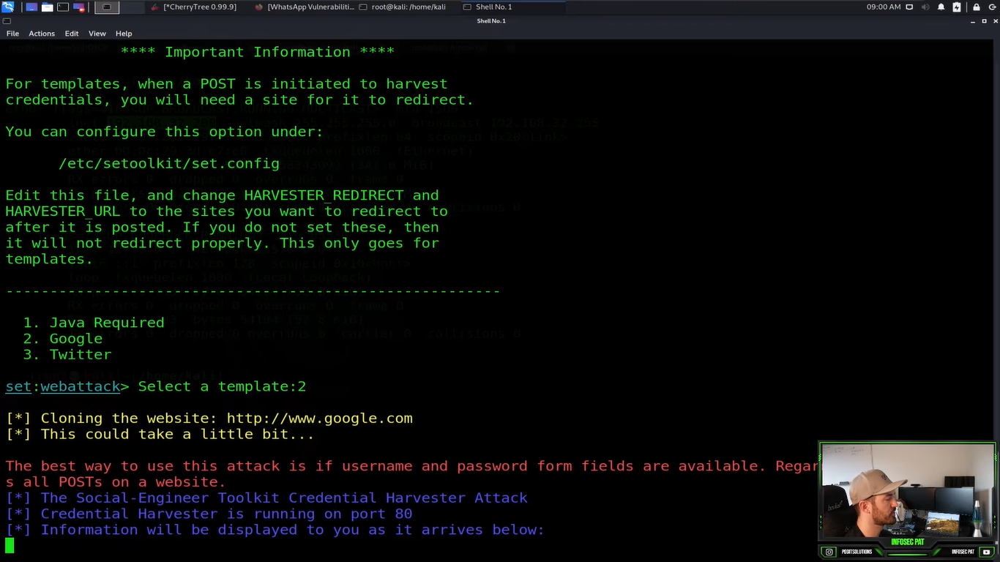 [*CherryTree 0.99.9]
[WhatsApp Vulnerabiliti...
root@kali: /home/kali
Shell No. 1
09:00 AM
Shell No. 1
File Actions Edit View Help
**** Important Information ****
For templates, when a POST is initiated to harvest
credentials, you will need a site for it to redirect.
You can configure this option under:
/etc/setoolkit/set.config
Edit this file, and change HARVESTER_REDIRECT and
HARVESTER_URL to the sites you want to redirect to
after it is posted. If you do not set these, then
it will not redirect properly. This only goes for
templates.
--------------------------------------------------------
1. Java Required
2. Google
3. Twitter
set:webattack> Select a template:2
[*] Cloning the website: http://www.google.com
[*] This could take a little bit...
The best way to use this attack is if username and password form fields are available. Regar
s all POSTs on a website.
[*] The Social-Engineer Toolkit Credential Harvester Attack
[*] Credential Harvester is running on port 80
[*] Information will be displayed to you as it arrives below:
INFOSEC PAT
PODITSOLUTIONS
INFOSEC PAT